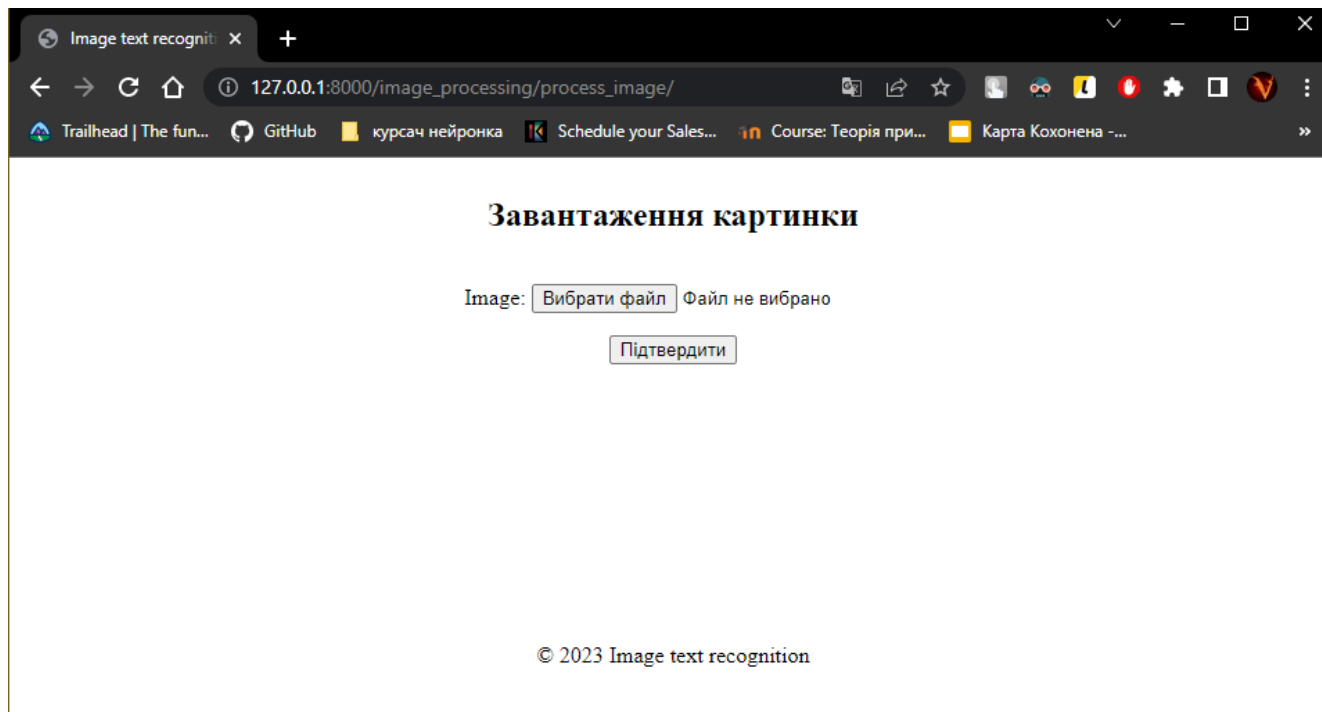 Image text recogniti
127.0.0.1:8000/image_processing/process_image/
Trailhead | The fun... GitHub курсач нейронка Schedule your Sales... Course: Теорія при... Карта Кохонена -...
Завантаження картинки
Image: Вибрати файл Файл не вибрано
Підтвердити
© 2023 Image text recognition